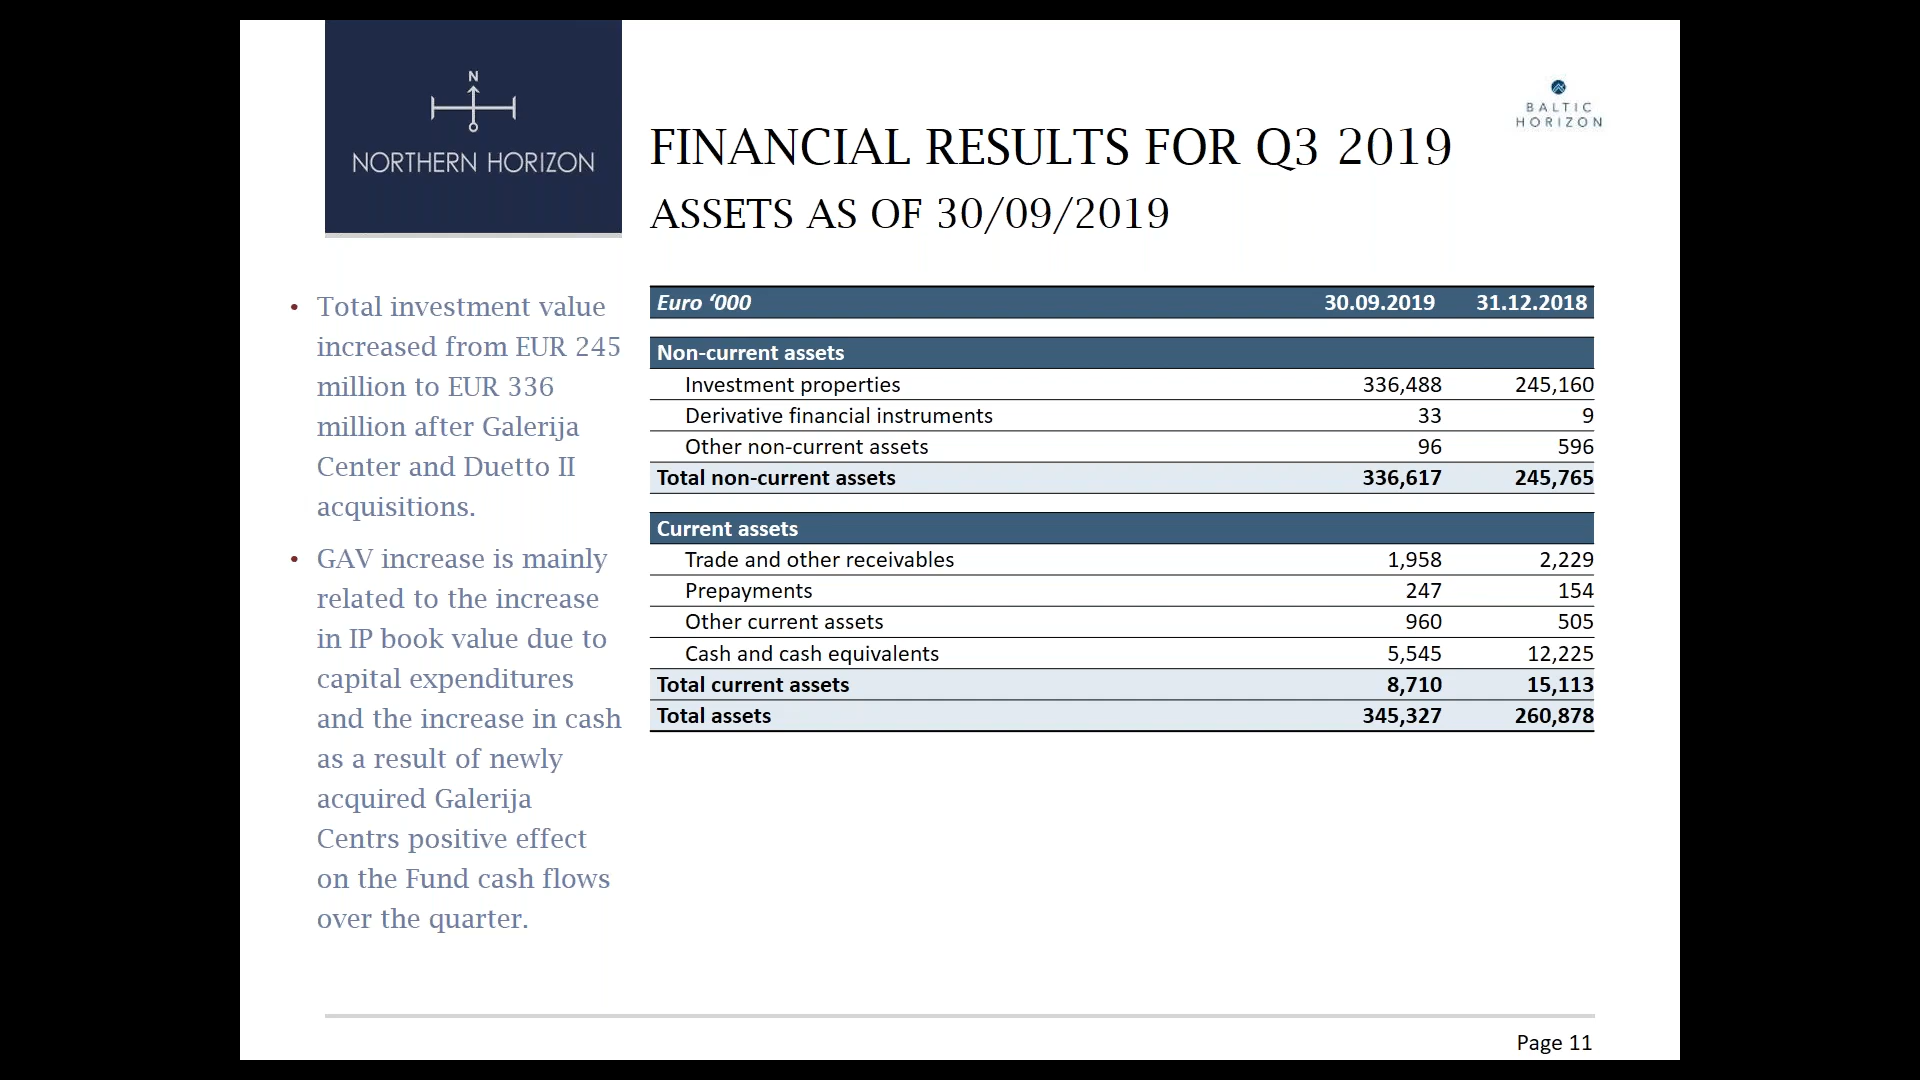 N
NORTHERN HORIZON
BALTIC
HORIZON
FINANCIAL RESULTS FOR Q3 2019
ASSETS AS OF 30/09/2019
• Total investment value
increased from EUR 245
million to EUR 336
million after Galerija
Center and Duetto II
acquisitions.
• GAV increase is mainly
related to the increase
in IP book value due to
capital expenditures
and the increase in cash
as a result of newly
acquired Galerija
Centrs positive effect
on the Fund cash flows
over the quarter.
Euro ‘000 30.09.2019 31.12.2018
Non-current assets
Investment properties 336,488 245,160
Derivative financial instruments 33 9
Other non-current assets 96 596
Total non-current assets 336,617 245,765
Current assets
Trade and other receivables 1,958 2,229
Prepayments 247 154
Other current assets 960 505
Cash and cash equivalents 5,545 12,225
Total current assets 8,710 15,113
Total assets 345,327 260,878
Page 11